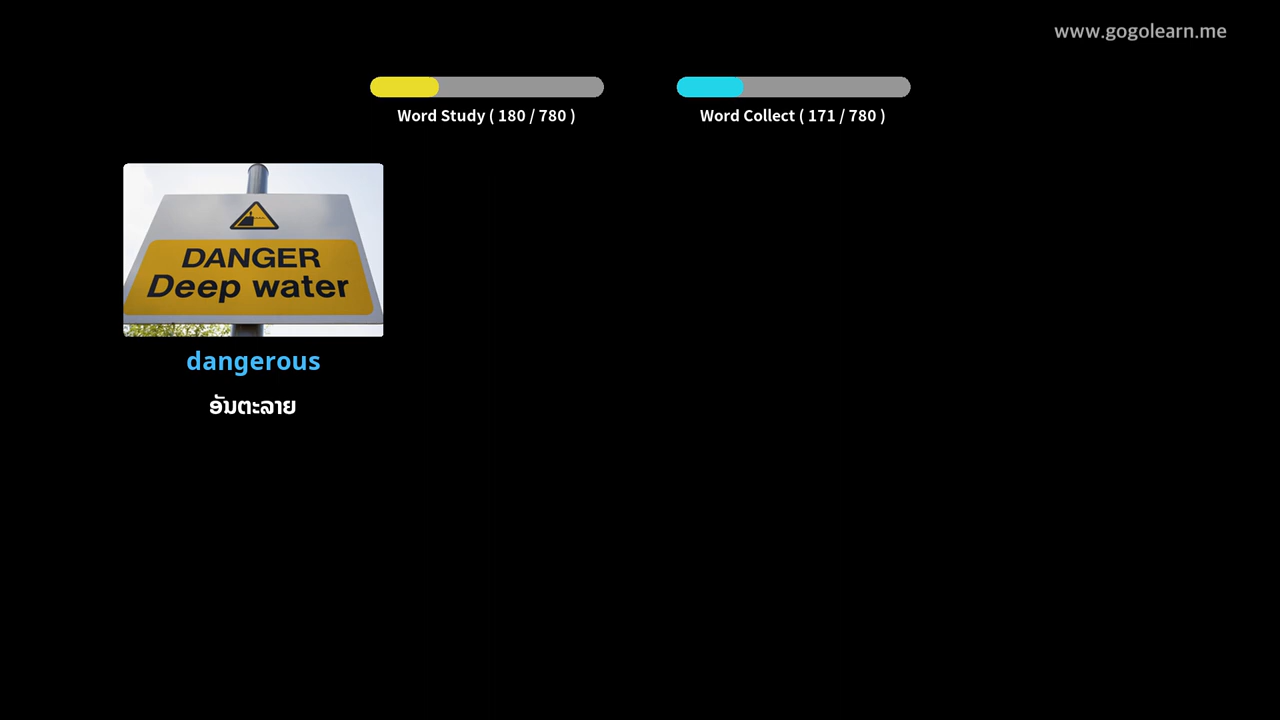 www.gogolearn.me
Word Study ( 180 / 780 )
Word Collect ( 171 / 780 )
DANGER
Deep water
dangerous
ອັນຕະລາຍ